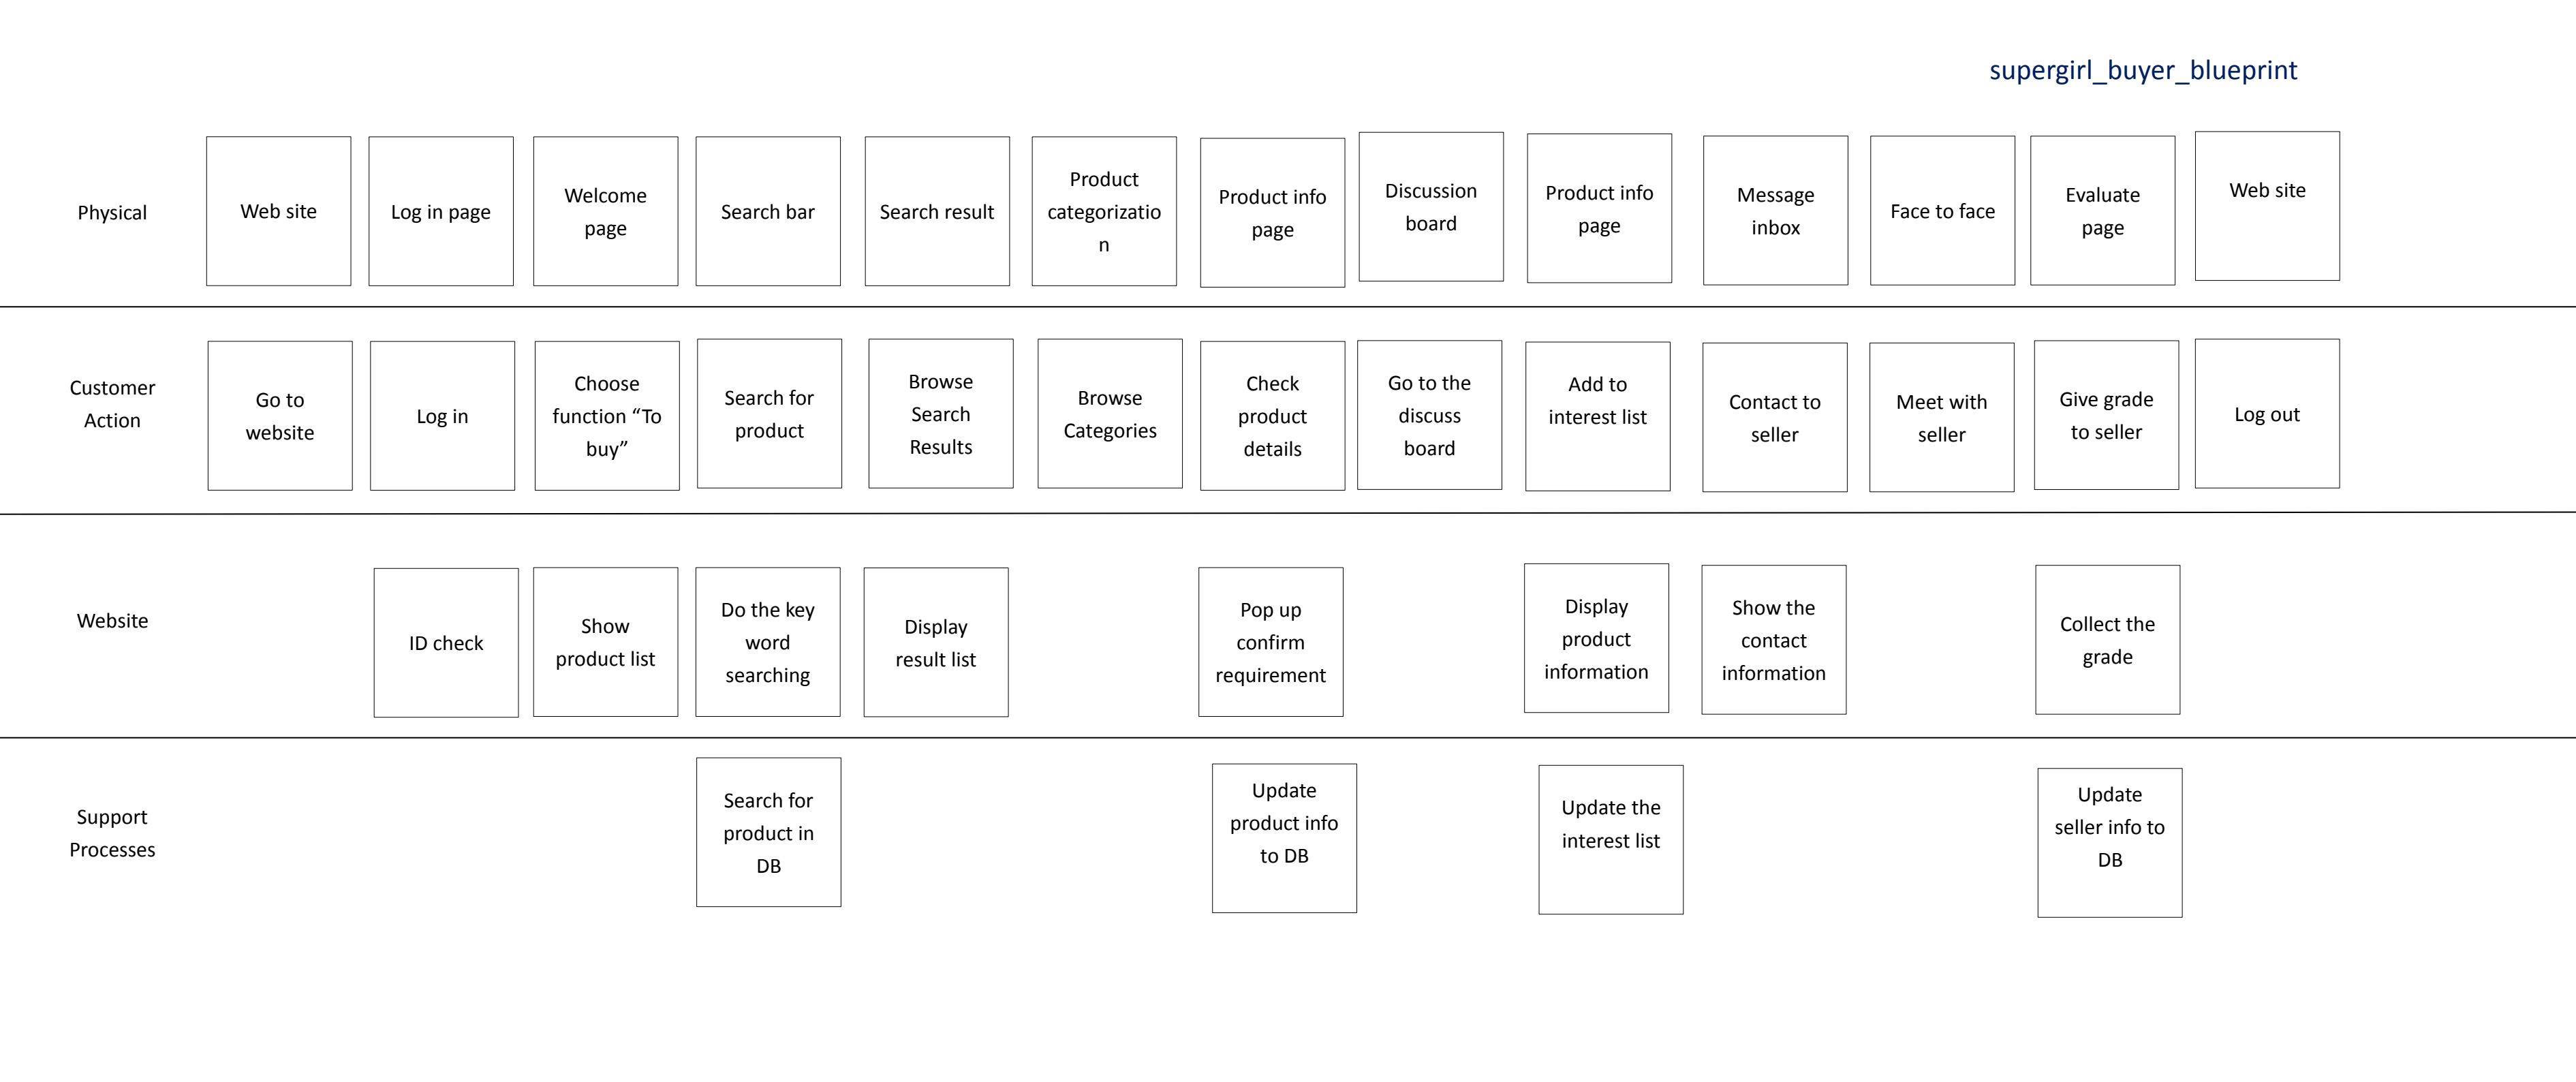 supergirl_buyer_blueprint
Physical
Web site
Log in page
Welcome
page
Search bar
Search result
Product
categorizatio
n
Product info
page
Discussion
board
Product info
page
Message
inbox
Face to face
Evaluate
page
Web site
Customer
Action
Go to
website
Log in
Choose
function “To
buy”
Search for
product
Browse
Search
Results
Browse
Categories
Check
product
details
Go to the
discuss
board
Add to
interest list
Contact to
seller
Meet with
seller
Give grade
to seller
Log out
Website
ID check
Show
product list
Do the key
word
searching
Display
result list
Pop up
confirm
requirement
Display
product
information
Show the
contact
information
Collect the
grade
Support
Processes
Search for
product in
DB
Update
product info
to DB
Update the
interest list
Update
seller info to
DB